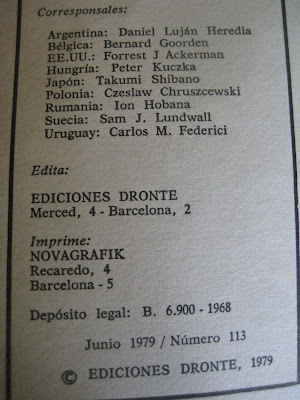 Corresponsales:
Argentina: Daniel Luján Heredia
Bélgica: Bernard Goorden
EE.UU.: Forrest J Ackerman
Hungría: Peter Kuczka
Japón: Takumi Shibano
Polonia: Czeslaw Chruszcewski
Rumania: Ion Hobana
Suecia: Sam J. Lundwall
Uruguay: Carlos M. Federici
Edita:
EDICIONES DRONTE
Merced, 4 - Barcelona, 2
Imprime:
NOVAGRAFIK
Recaredo, 4
Barcelona - 5
Depósito legal: B. 6.900 - 1968
Junio 1979 / Número 113
© EDICIONES DRONTE, 1979